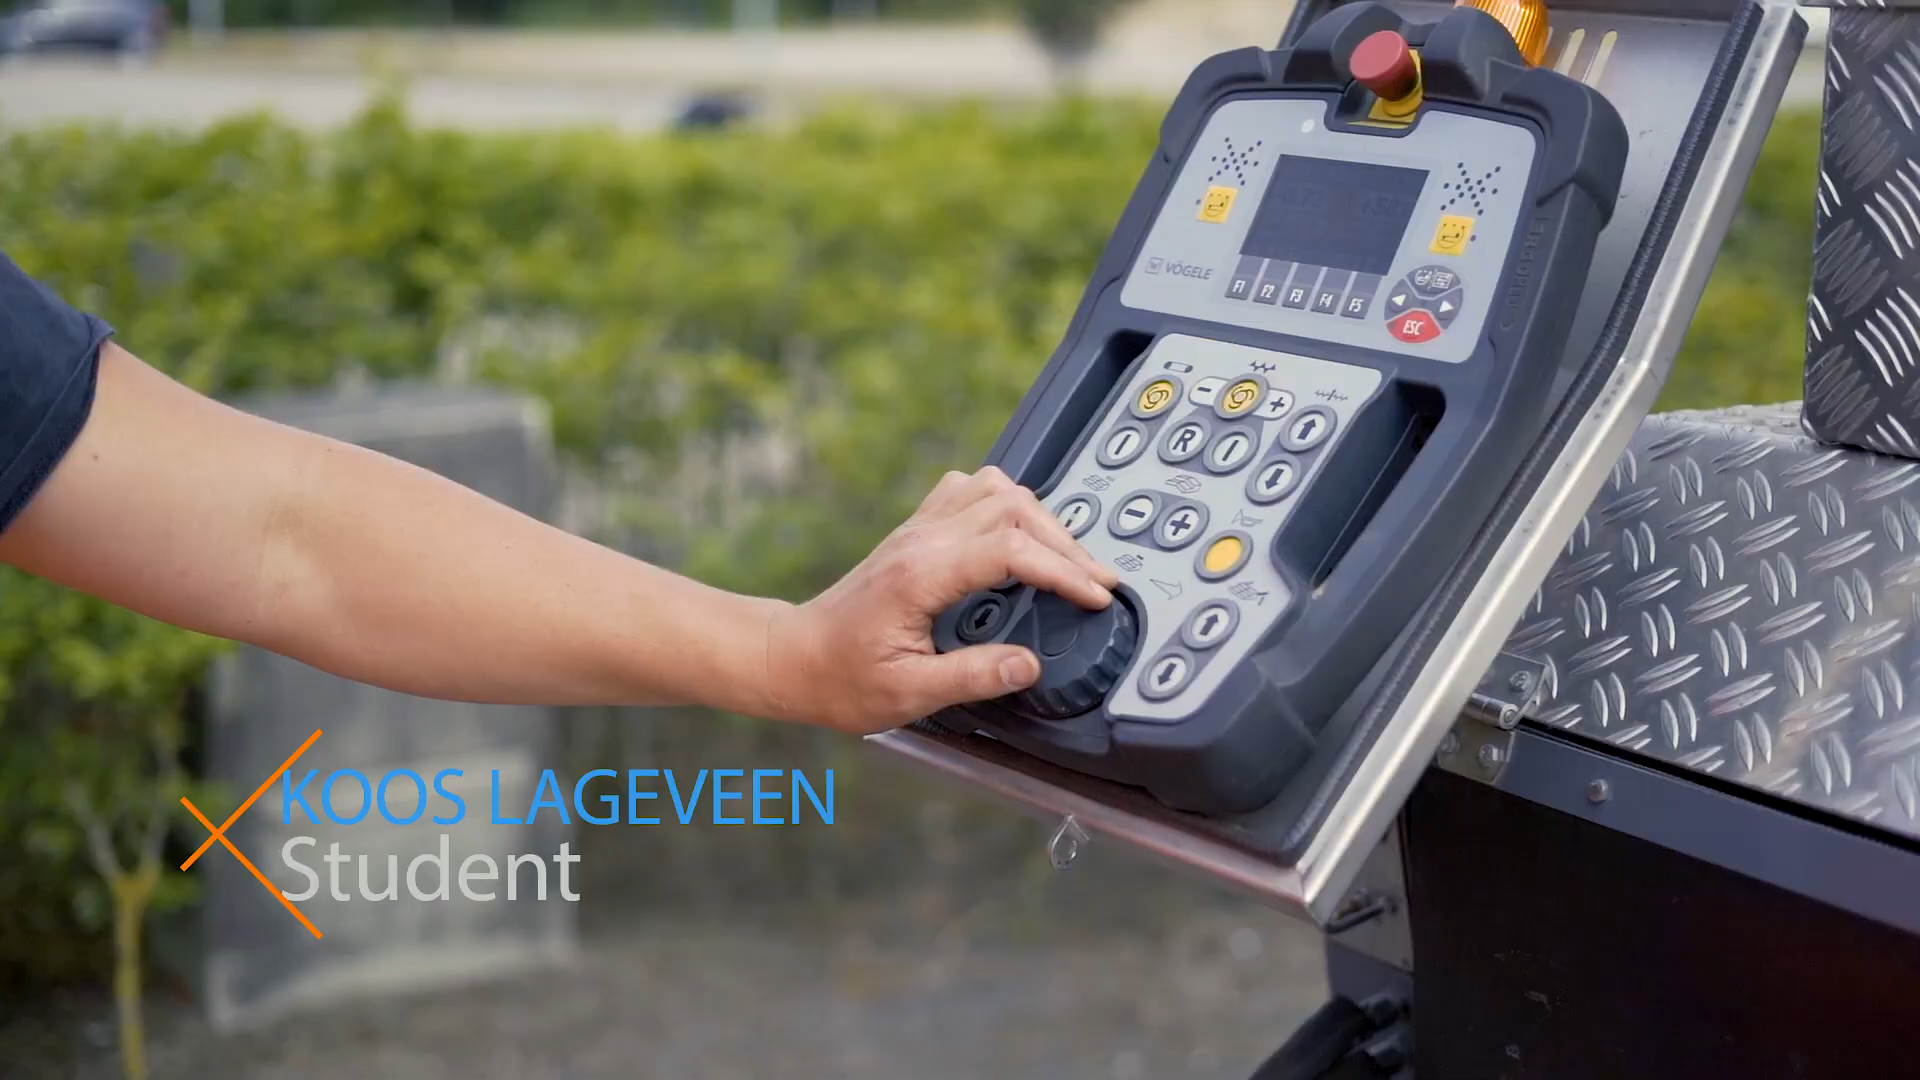 VÖGELE
F1 F2 F3 F4 F5
ESC
R
KOOS LAGEVEEN
Student